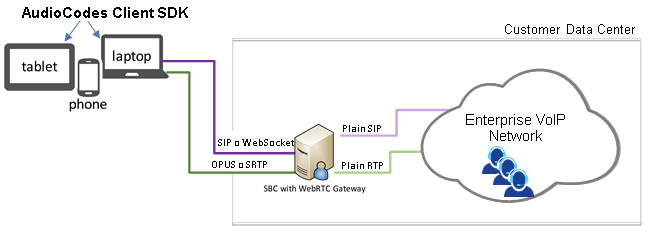 AudioCodes Client SDK
Customer Data Center
tablet
laptop
phone
SIP o WebSocket
OPUS o SRTP
Plain SIP
Plain RTP
SBC with WebRTC Gateway
Enterprise VoIP
Network